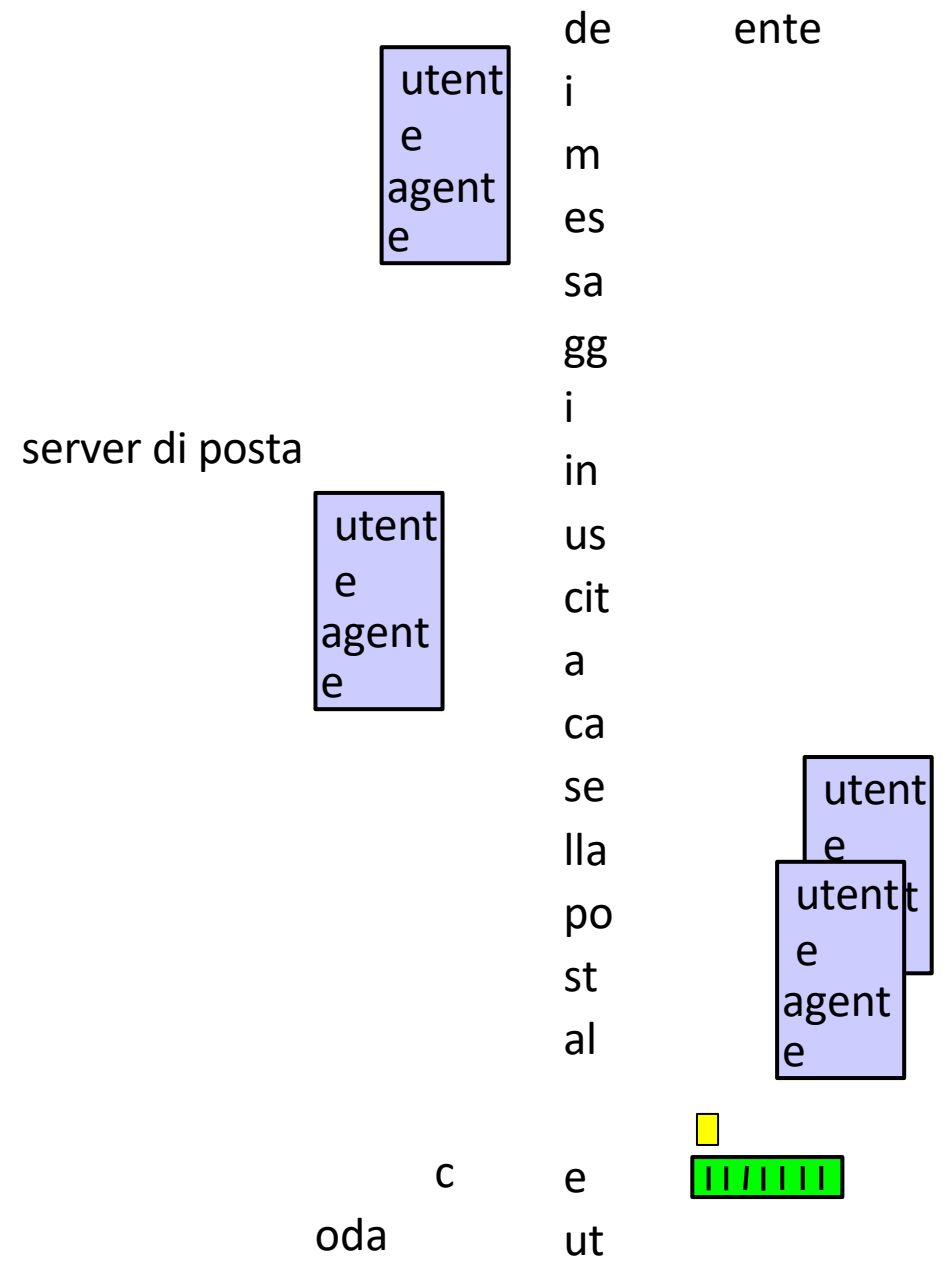 de ente
utent
e
agent
e
i
m
es
sa
gg
i
server di posta
in
us
cit
a
ca
se
lla
po
st
al
utent
e
agent
e
utent
e
t
utent
e
agent
e
c e
oda ut